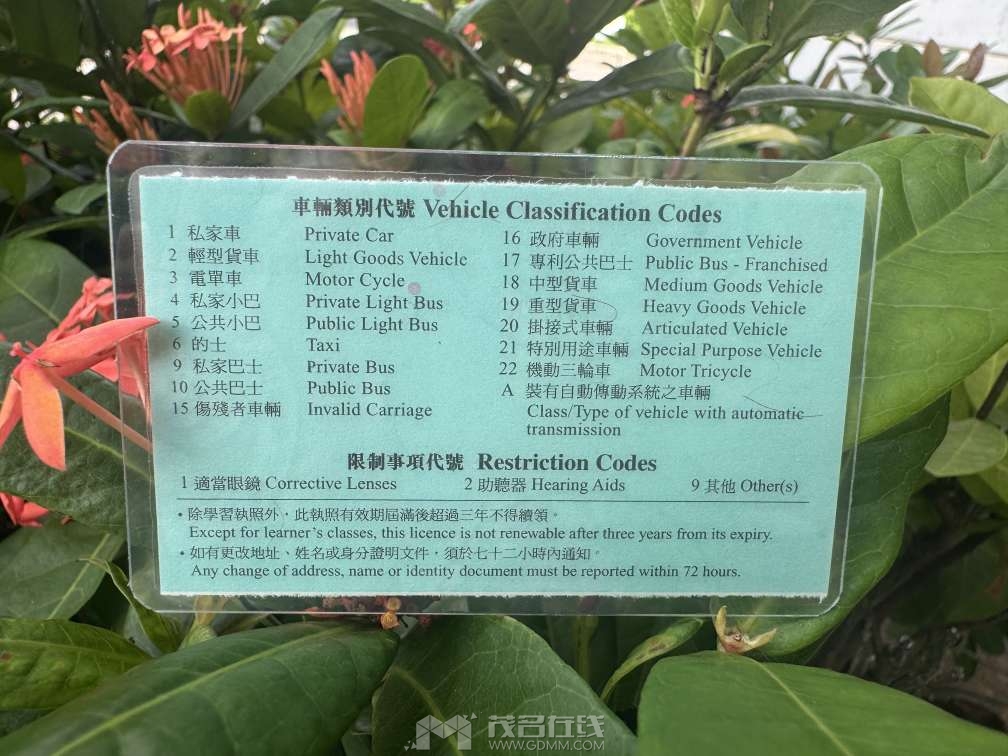 車輛類別代號 Vehicle Classification Codes
1 私家車 Private Car
2 輕型貨車 Light Goods Vehicle
3 電單車 Motor Cycle
4 私家小巴 Private Light Bus
5 公共小巴 Public Light Bus
6 的士 Taxi
9 私家巴士 Private Bus
10 公共巴士 Public Bus
15 傷殘者車輛 Invalid Carriage
16 政府車輛 Government Vehicle
17 專利公共巴士 Public Bus - Franchised
18 中型貨車 Medium Goods Vehicle
19 重型貨車 Heavy Goods Vehicle
20 掛接式車輛 Articulated Vehicle
21 特別用途車輛 Special Purpose Vehicle
22 機動三輪車 Motor Tricycle
A 裝有自動傳動系統之車輛
Class/Type of vehicle with automatic
transmission
限制事項代號 Restriction Codes
1 適當眼鏡 Corrective Lenses 2 助聽器 Hearing Aids 9 其他 Other(s)
• 除學習執照外，此執照有效期屆滿後超過三年不得續領。
Except for learner's classes, this licence is not renewable after three years from its expiry.
• 如有更改地址、姓名或身分證明文件，須於七十二小時內通知。
Any change of address, name or identity document must be reported within 72 hours.
茂名在线
WWW.GDMM.COM